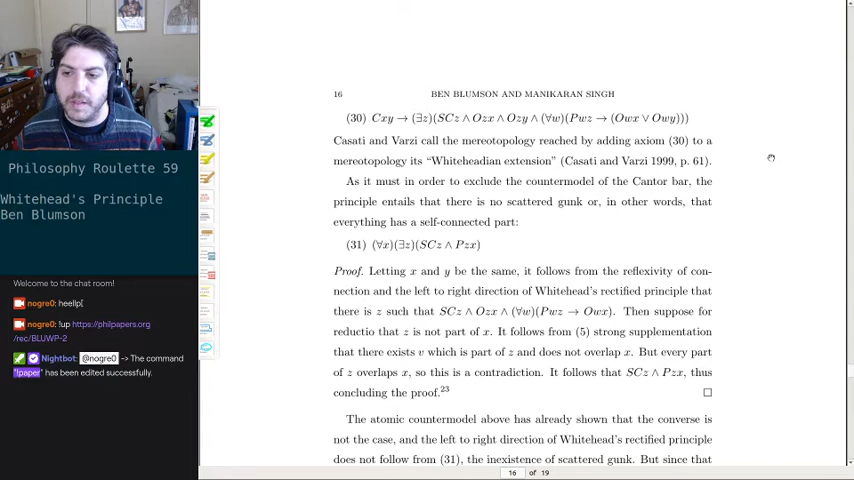 16 BEN BLUMSON AND MANIKARAN SINGH
(30) Cxy → (∃z)(SCz ∧ Ozx ∧ Ozy ∧ (∀w)(Pwz → (Owx ∨ Owy)))
Casati and Varzi call the mereotopology reached by adding axiom (30) to a
mereotopology its “Whiteheadian extension” (Casati and Varzi 1999, p. 61).
As it must in order to exclude the countermodel of the Cantor bar, the
principle entails that there is no scattered gunk or, in other words, that
everything has a self-connected part:
(31) (∀x)(∃z)(SCz ∧ Pzx)
Proof. Letting x and y be the same, it follows from the reflexivity of con-
nection and the left to right direction of Whitehead’s rectified principle that
there is z such that SCz ∧ Ozx ∧ (∀w)(Pwz → Owx). Then suppose for
reductio that z is not part of x. It follows from (5) strong supplementation
that there exists v which is part of z and does not overlap x. But every part
of z overlaps x, so this is a contradiction. It follows that SCz ∧ Pzx, thus
concluding the proof.23 □
The atomic countermodel above has already shown that the converse is
not the case, and the left to right direction of Whitehead’s rectified principle
does not follow from (31), the inexistence of scattered gunk. But since that
16 of 19
Philosophy Roulette 59
Whitehead's Principle
Ben Blumson
Welcome to the chat room!
nogre0: heellp[
nogre0: !up https://philpapers.org
/rec/BLUWP-2
Nightbot: @nogre0 -> The command
"!paper" has been edited successfully.